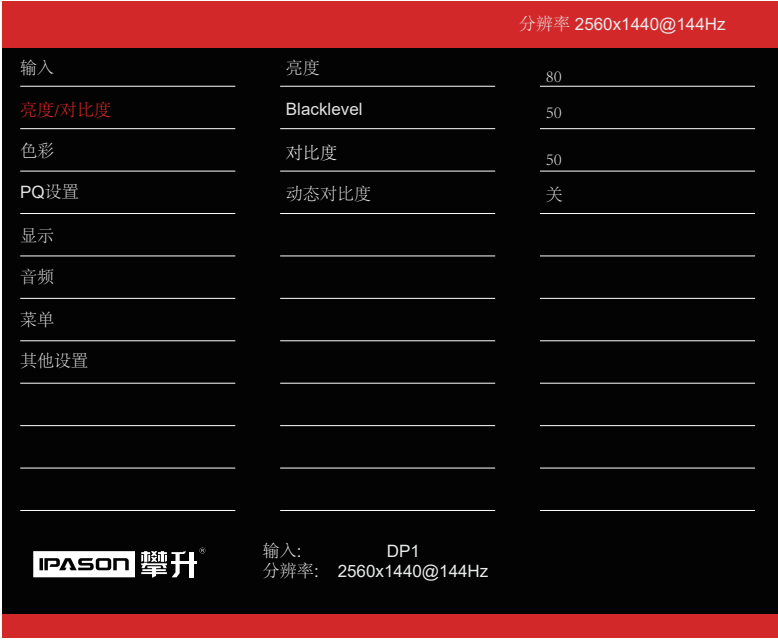 分辨率 2560x1440@144Hz
输入 亮度 80
亮度/对比度 Blacklevel 50
色彩 对比度 50
PQ设置 动态对比度 关
显示
音频
菜单
其他设置
IPASON 攀升®
输入: DP1
分辨率: 2560x1440@144Hz